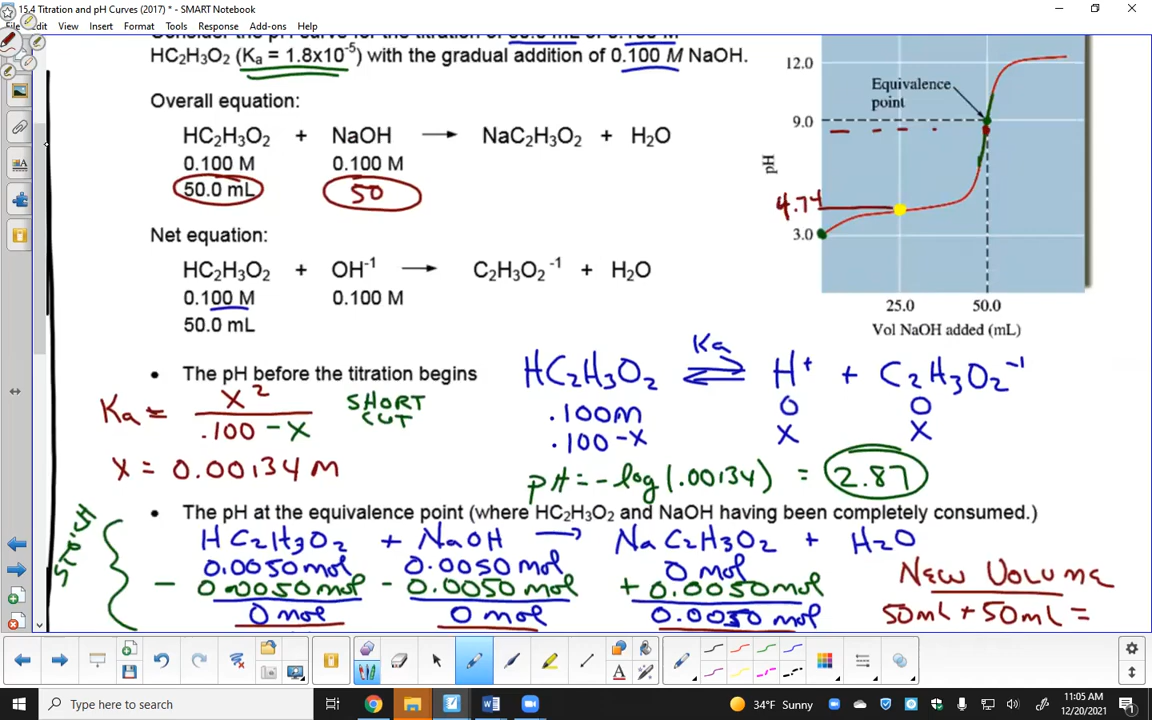 15.4 Titration and pH Curves (2017) * - SMART Notebook
File Edit View Insert Format Tools Response Add-ons Help
HC2H3O2 (Ka = 1.8x10-5) with the gradual addition of 0.100 M NaOH.
Overall equation:
HC2H3O2 + NaOH → NaC2H3O2 + H2O
0.100 M 0.100 M
50.0 mL 50
Net equation:
HC2H3O2 + OH-1 → C2H3O2 -1 + H2O
0.100 M 0.100 M
50.0 mL
12.0
Equivalence
point
9.0
pH
4.74
3.0
25.0 50.0
Vol NaOH added (mL)
• The pH before the titration begins
Ka = x2 / .100 - x
SHORT
CUT
x = 0.00134 M
Ka
HC2H3O2 ⇌ H+ + C2H3O2-1
.100M 0 0
.100-x x x
pH = -log(.00134) = 2.87
• The pH at the equivalence point (where HC2H3O2 and NaOH having been completely consumed.)
STOICH
HC2H3O2 + NaOH → NaC2H3O2 + H2O
0.0050mol 0.0050mol 0 mol
- 0.0050 mol - 0.0050 mol + 0.0050mol
0 mol 0 mol 0.0050 mol
NEW VOLUME
50ml + 50ml =
Type here to search
34°F Sunny
11:05 AM
12/20/2021